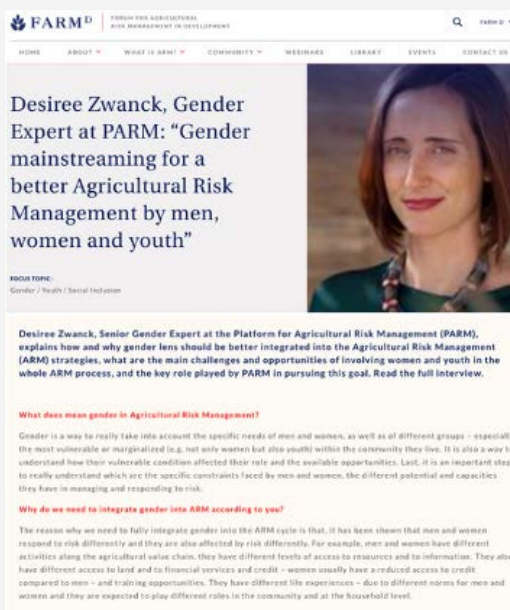 FARMD
FORUM FOR AGRICULTURAL
RISK MANAGEMENT IN DEVELOPMENT
FARM-D
HOME ABOUT WHAT IS ARM? COMMUNITY WEBINARS LIBRARY EVENTS CONTACT US
Desiree Zwanck, Gender
Expert at PARM: “Gender
mainstreaming for a
better Agricultural Risk
Management by men,
women and youth”
FOCUS TOPIC:
Gender / Youth / Social Inclusion
Desiree Zwanck, Senior Gender Expert at the Platform for Agricultural Risk Management (PARM),
explains how and why gender lens should be better integrated into the Agricultural Risk Management
(ARM) strategies, what are the main challenges and opportunities of involving women and youth in the
whole ARM process, and the key role played by PARM in pursuing this goal. Read the full interview.
What does mean gender in Agricultural Risk Management?
Gender is a way to really take into account the specific needs of men and women, as well as of different groups – especiall
the most vulnerable or marginalized (e.g. not only women but also youth) within the community they live. It is also a way t
understand how their vulnerable condition affected their role and the available opportunities. Last, it is an important step
to really understand which are the specific constraints faced by men and women, the different potential and capacities
they have in managing and responding to risk.
Why do we need to integrate gender into ARM according to you?
The reason why we need to fully integrate gender into the ARM cycle is that, it has been shown that men and women
respond to risk differently and they are also affected by risk differently. For example, men and women have different
activities along the agricultural value chain, they have different levels of access to resources and to information. They also
have different access to land and to financial services and credit – women usually have a reduced access to credit
compared to men – and training opportunities. They have different life experiences – due to different norms for men and
women and they are expected to play different roles in the community and at the household level.